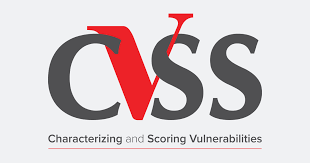 CVSS
Characterizing and Scoring Vulnerabilities